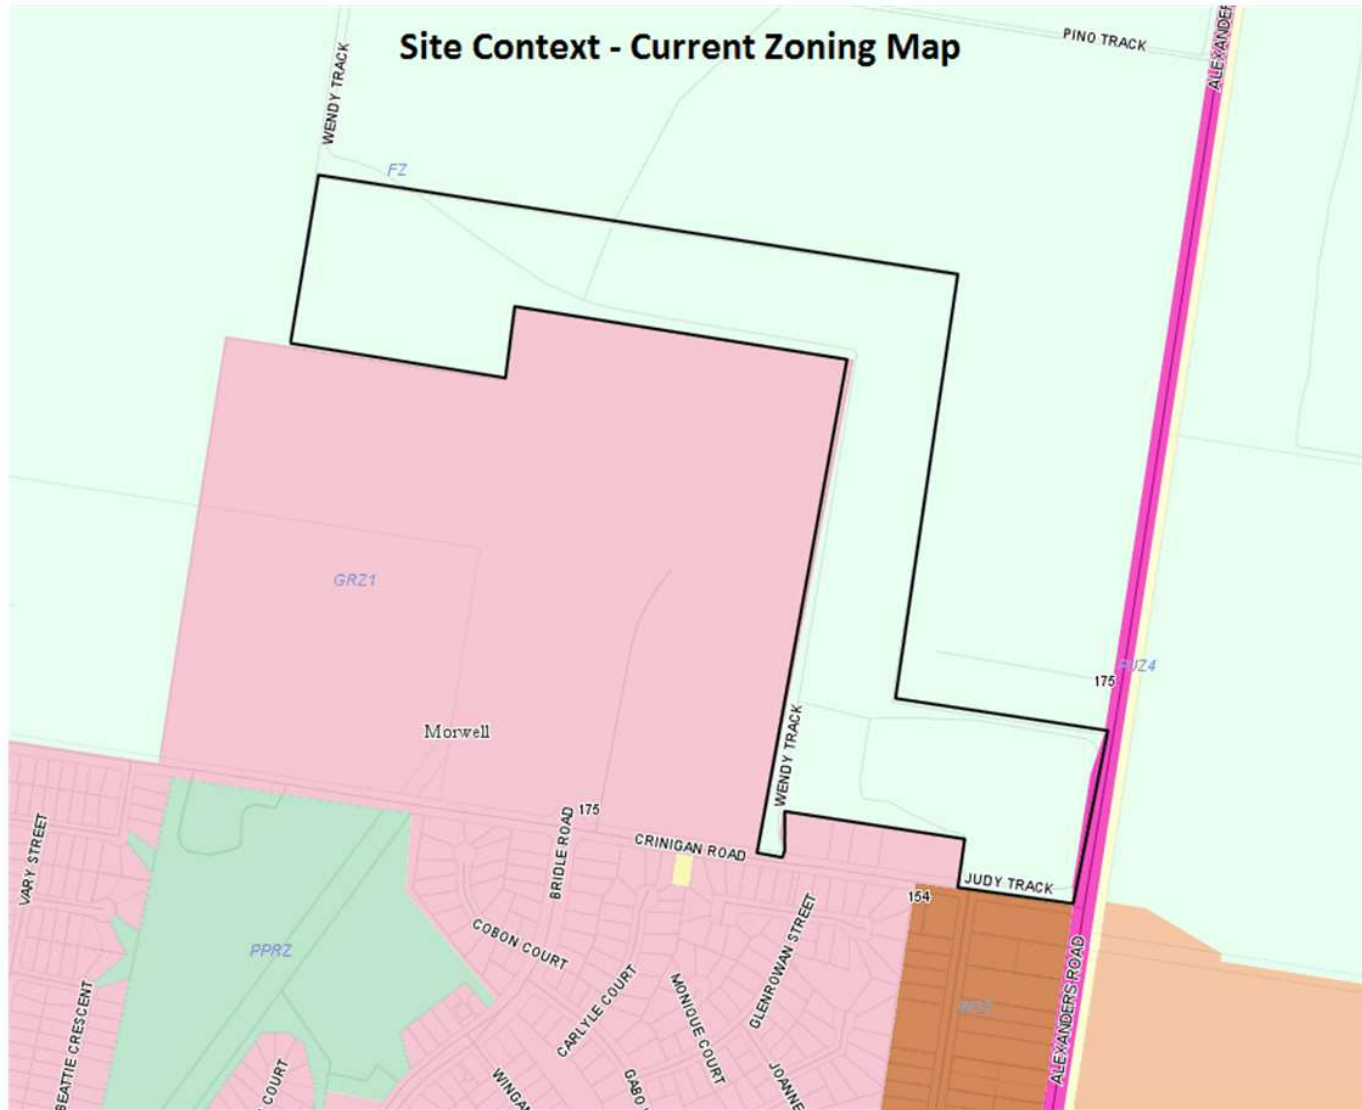 Site Context - Current Zoning Map
PINO TRACK
WENDY TRACK
FZ
175
GRZ1
Morwell
WENDY TRACK
175
BRIDLE ROAD
CRINIGAN ROAD
JUDY TRACK
154
VARY STREET
COBON COURT
GLENROWAN STREET
PPRZ
CARLYLE COURT
MONIQUE COURT
ALEXANDERS ROAD
BEATTIE CRESCENT
COURT
JOANNE